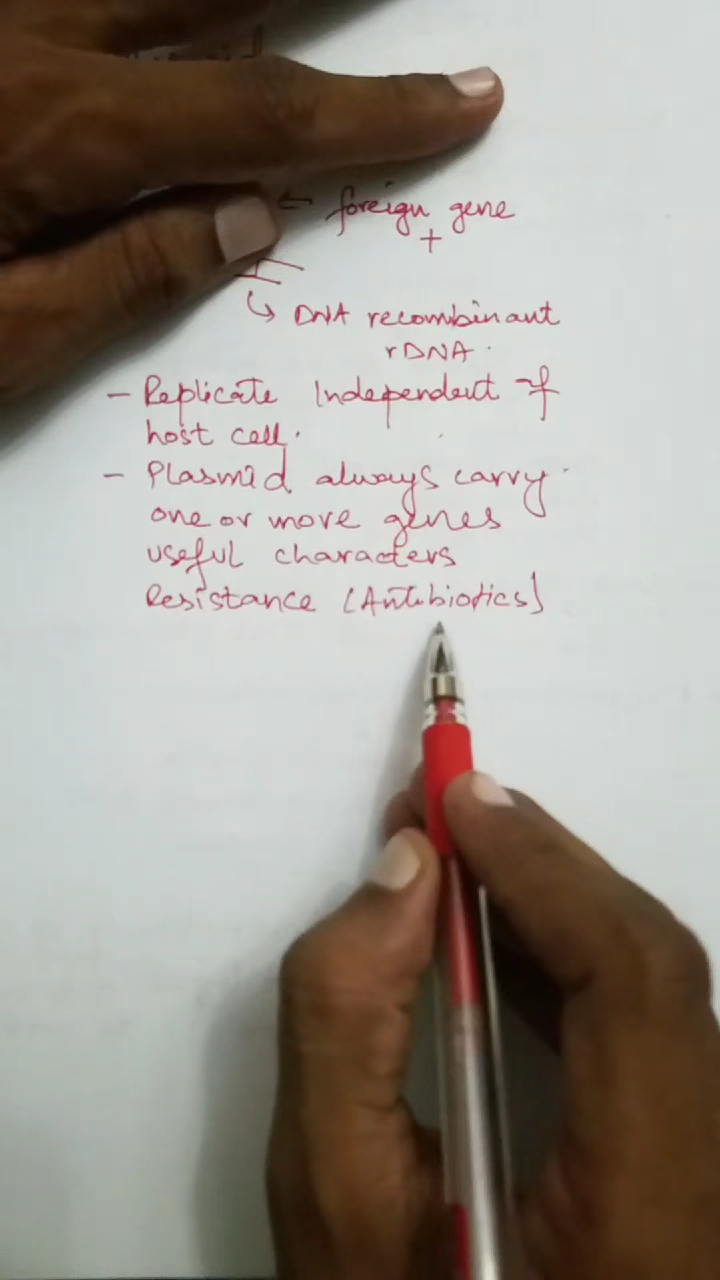 ← foreign gene
+
↳ DNA recombinant
rDNA.
- Replicate Independent of
host cell.
- Plasmid always carry
one or more genes
useful characters
Resistance (Antibiotics)